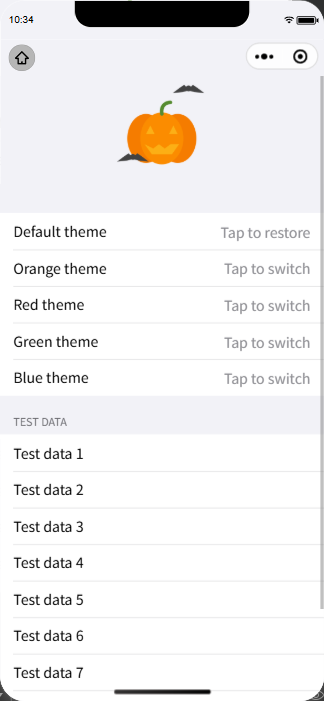 10:34
Default theme Tap to restore
Orange theme Tap to switch
Red theme Tap to switch
Green theme Tap to switch
Blue theme Tap to switch
TEST DATA
Test data 1
Test data 2
Test data 3
Test data 4
Test data 5
Test data 6
Test data 7